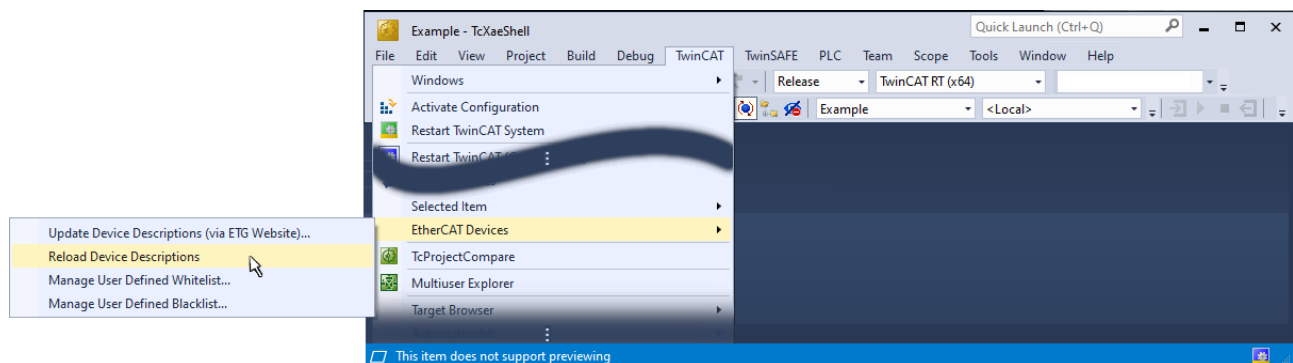 Example - TcXaeShell
Quick Launch (Ctrl+Q)
File Edit View Project Build Debug TwinCAT TwinSAFE PLC Team Scope Tools Window Help
Windows
Release
TwinCAT RT (x64)
Activate Configuration
Example
<Local>
Restart TwinCAT System
Restart TwinCAT
Selected Item
EtherCAT Devices
Update Device Descriptions (via ETG Website)...
Reload Device Descriptions
Manage User Defined Whitelist...
Manage User Defined Blacklist...
TcProjectCompare
Multiuser Explorer
Target Browser
This item does not support previewing